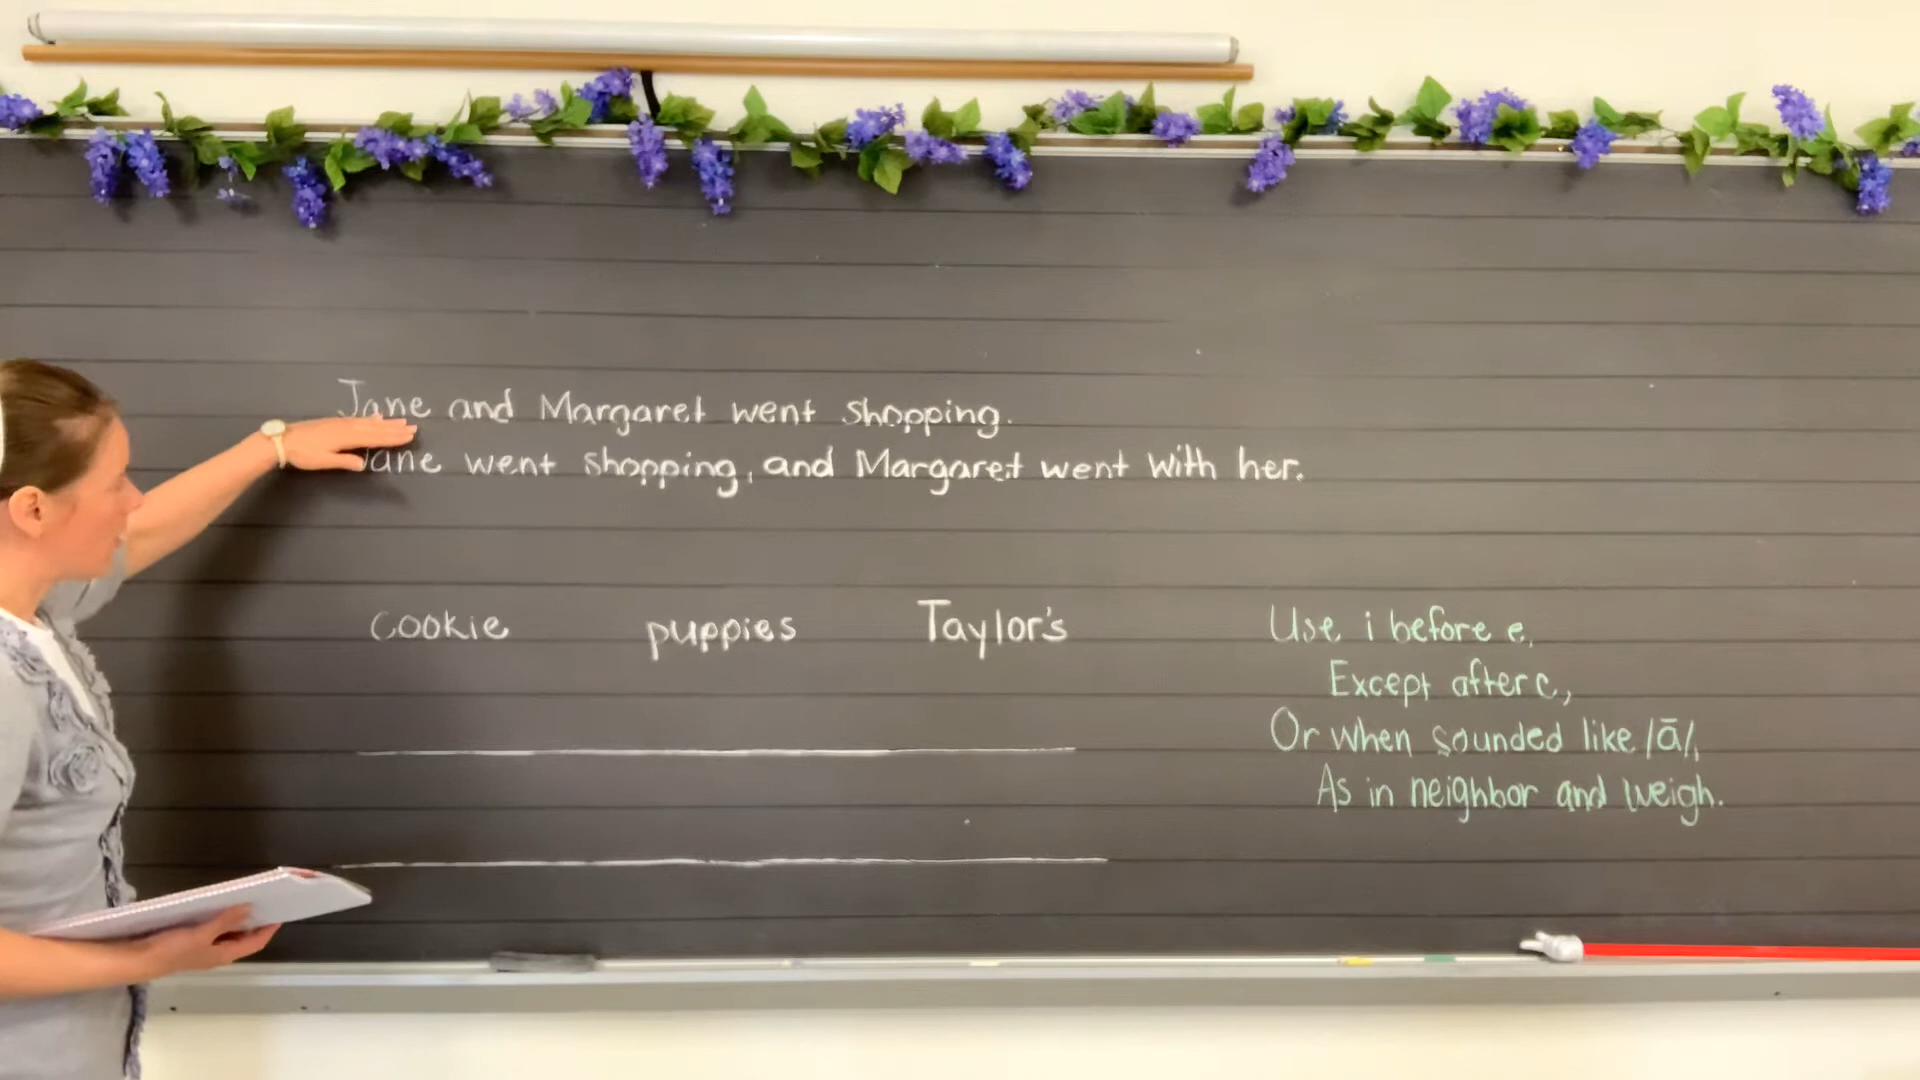 Jane and Margaret went shopping.
Jane went shopping, and Margaret went with her.
cookie puppies Taylor's
Use i before e,
Except after c,
Or when sounded like /ā/,
As in neighbor and weigh.